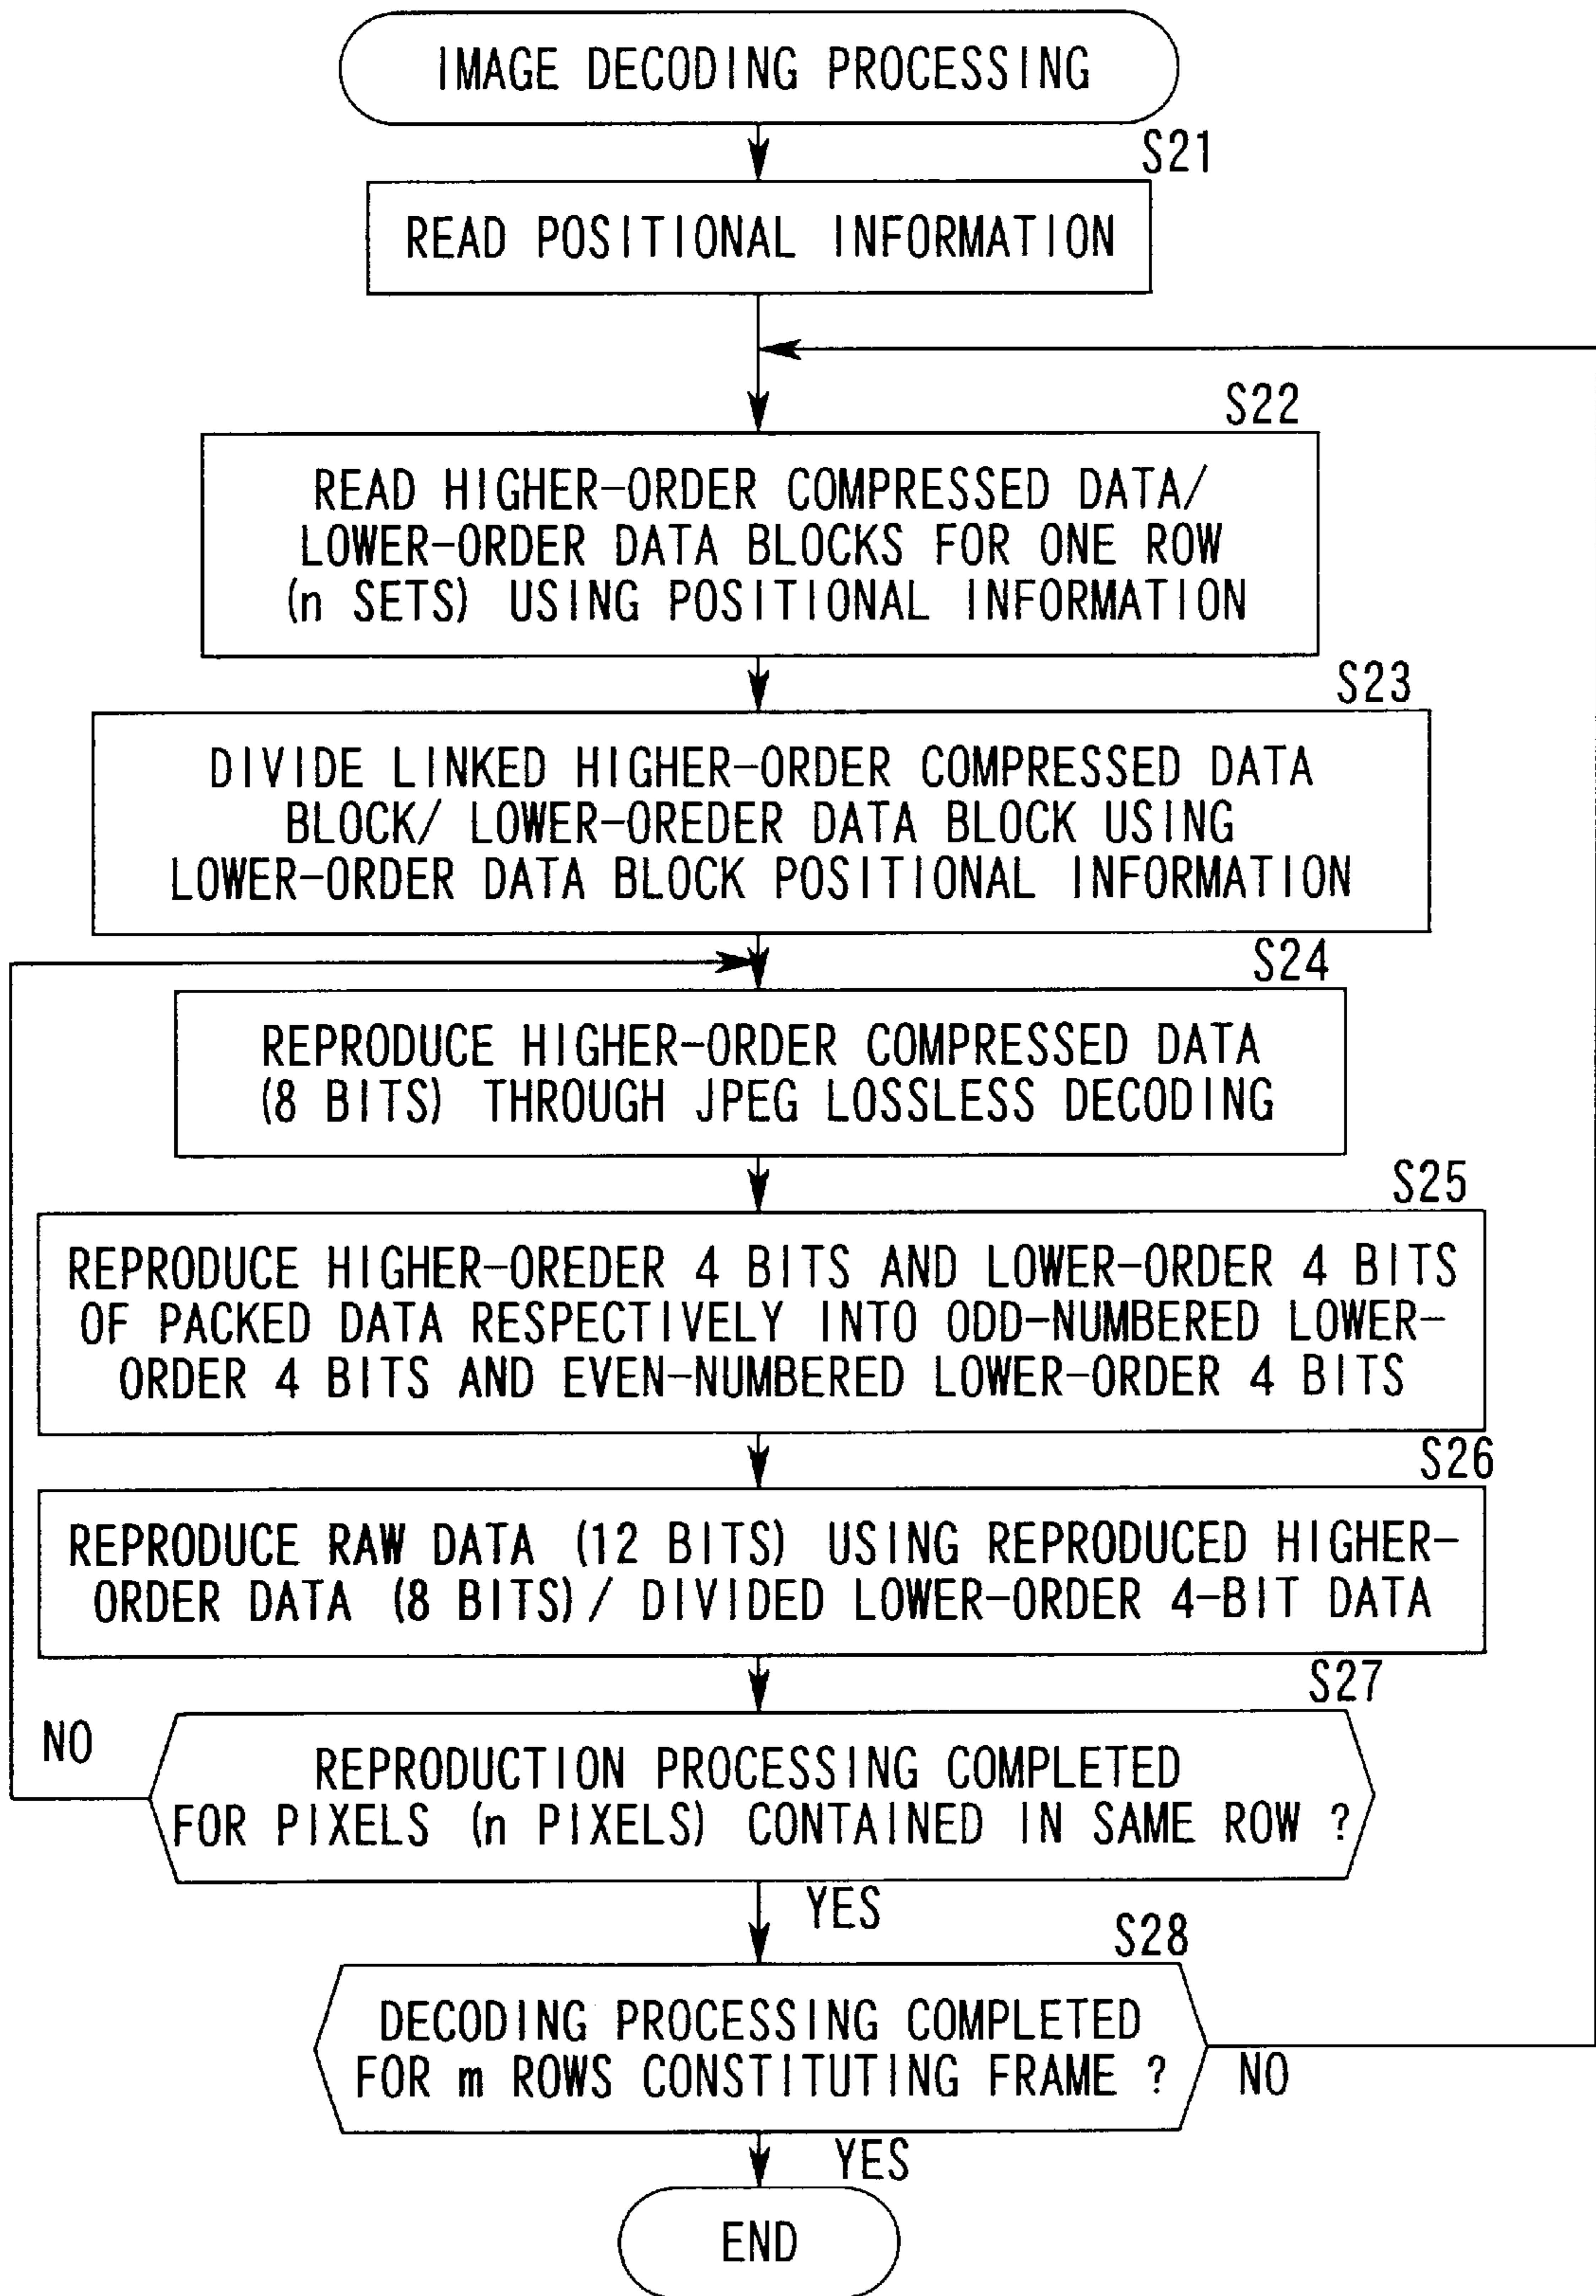 IMAGE DECODING PROCESSING
S21
READ POSITIONAL INFORMATION
S22
READ HIGHER-ORDER COMPRESSED DATA/
LOWER-ORDER DATA BLOCKS FOR ONE ROW
(n SETS) USING POSITIONAL INFORMATION
S23
DIVIDE LINKED HIGHER-ORDER COMPRESSED DATA
BLOCK/ LOWER-OREDER DATA BLOCK USING
LOWER-ORDER DATA BLOCK POSITIONAL INFORMATION
S24
REPRODUCE HIGHER-ORDER COMPRESSED DATA
(8 BITS) THROUGH JPEG LOSSLESS DECODING
S25
REPRODUCE HIGHER-OREDER 4 BITS AND LOWER-ORDER 4 BITS
OF PACKED DATA RESPECTIVELY INTO ODD-NUMBERED LOWER-
ORDER 4 BITS AND EVEN-NUMBERED LOWER-ORDER 4 BITS
S26
REPRODUCE RAW DATA (12 BITS) USING REPRODUCED HIGHER-
ORDER DATA (8 BITS)/ DIVIDED LOWER-ORDER 4-BIT DATA
S27
NO
REPRODUCTION PROCESSING COMPLETED
FOR PIXELS (n PIXELS) CONTAINED IN SAME ROW ?
YES
S28
DECODING PROCESSING COMPLETED
FOR m ROWS CONSTITUTING FRAME ?
NO
YES
END